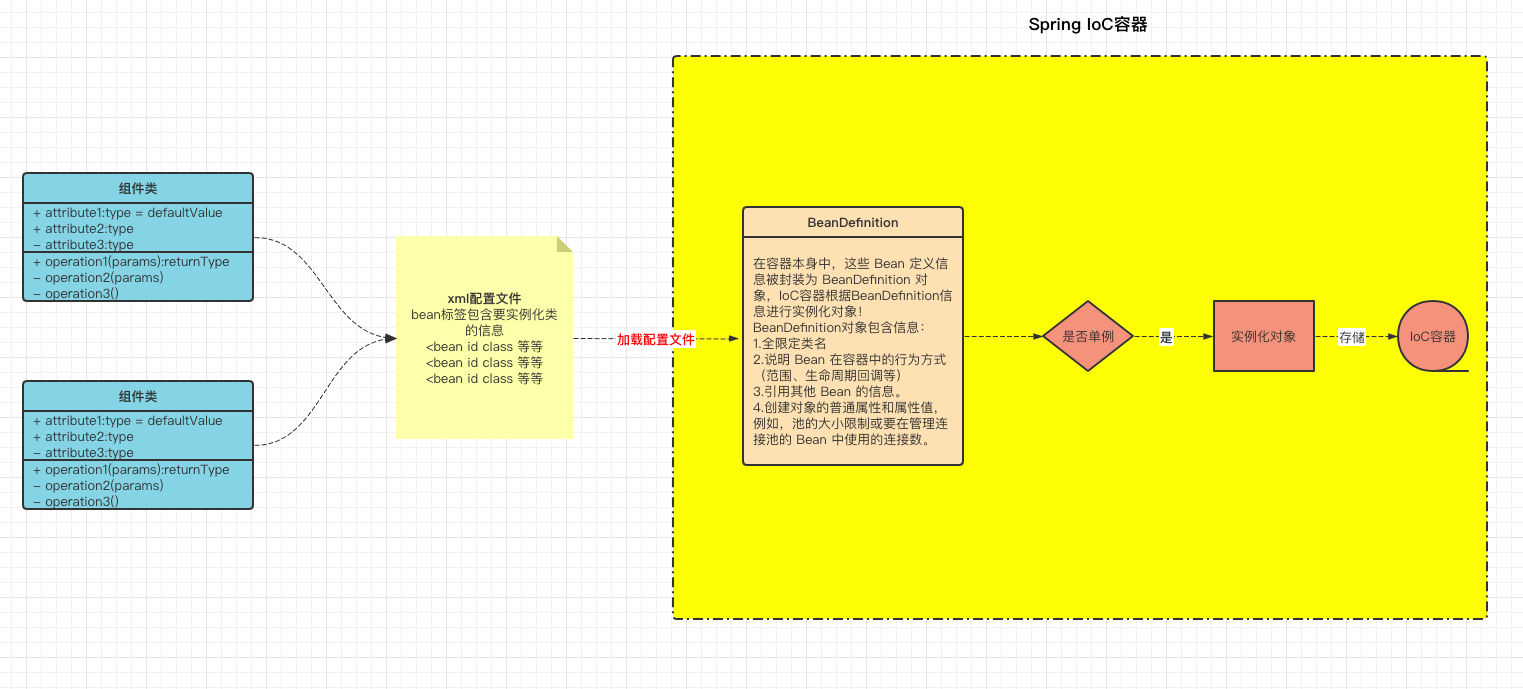 Spring IoC容器
组件类
+ attribute1:type = defaultValue
+ attribute2:type
− attribute3:type
+ operation1(params):returnType
− operation2(params)
− operation3()
组件类
+ attribute1:type = defaultValue
+ attribute2:type
− attribute3:type
+ operation1(params):returnType
− operation2(params)
− operation3()
xml配置文件
bean标签包含要实例化类
的信息
<bean id class 等等
<bean id class 等等
<bean id class 等等
加载配置文件
BeanDefinition
在容器本身中，这些 Bean 定义信
息被封装为 BeanDefinition 对
象，IoC容器根据BeanDefinition信
息进行实例化对象！
BeanDefinition对象包含信息：
1.全限定类名
2.说明 Bean 在容器中的行为方式
（范围、生命周期回调等）
3.引用其他 Bean 的信息。
4.创建对象的普通属性和属性值，
例如，池的大小限制或要在管理连
接池的 Bean 中使用的连接数。
是否单例
是
实例化对象
存储
IoC容器